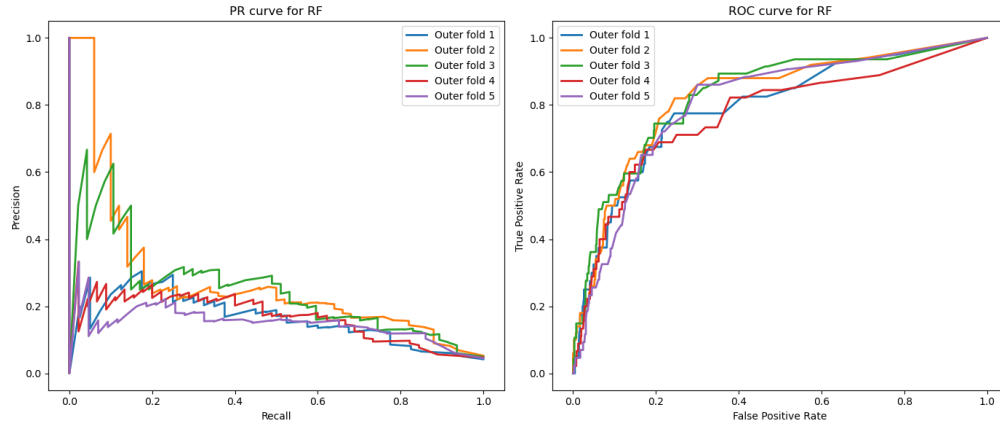 PR curve for RF
Precision
1.0
0.8
0.6
0.4
0.2
0.0
Outer fold 1
Outer fold 2
Outer fold 3
Outer fold 4
Outer fold 5
0.0 0.2 0.4 0.6 0.8 1.0
Recall
ROC curve for RF
True Positive Rate
1.0
0.8
0.6
0.4
0.2
0.0
Outer fold 1
Outer fold 2
Outer fold 3
Outer fold 4
Outer fold 5
0.0 0.2 0.4 0.6 0.8 1.0
False Positive Rate